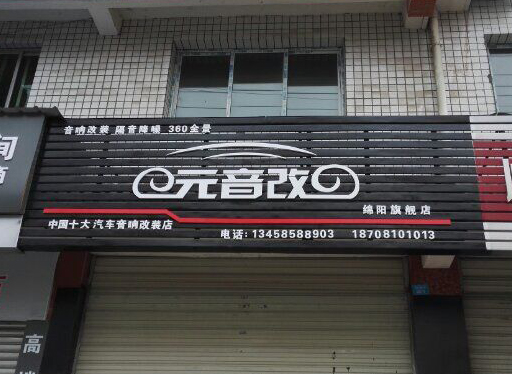 音响改装 隔音降噪 360全景
元音改
绵阳旗舰店
中国十大汽车音响改装店
电话: 13458588903 18708101013
高